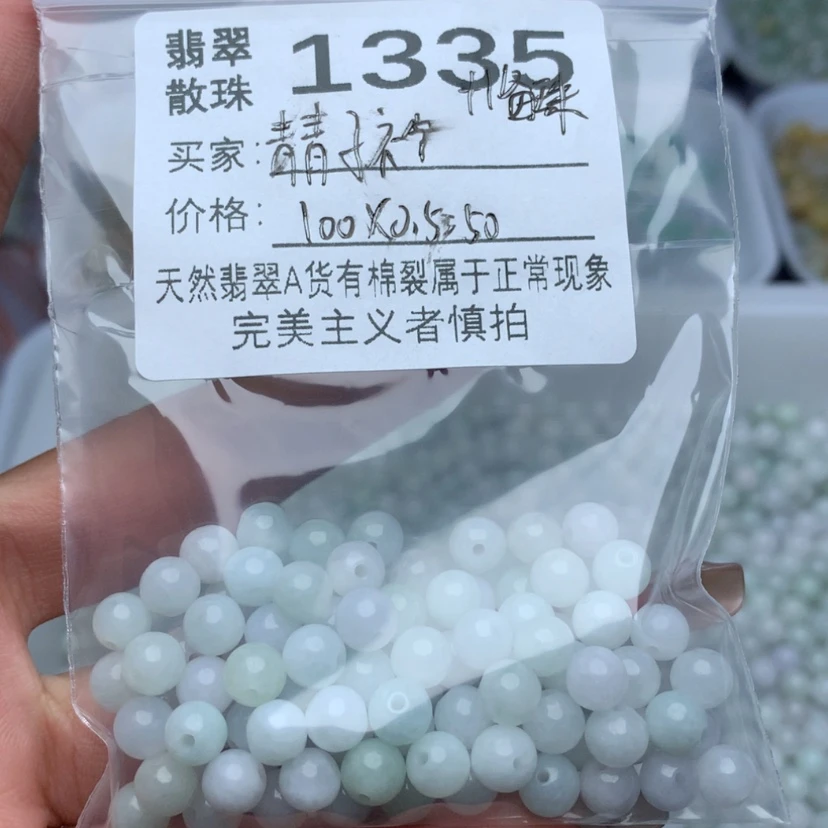 翡翠 1335
散珠
买家:
价格: 100X0.5=50
天然翡翠A货有棉裂属于正常现象
完美主义者慎拍